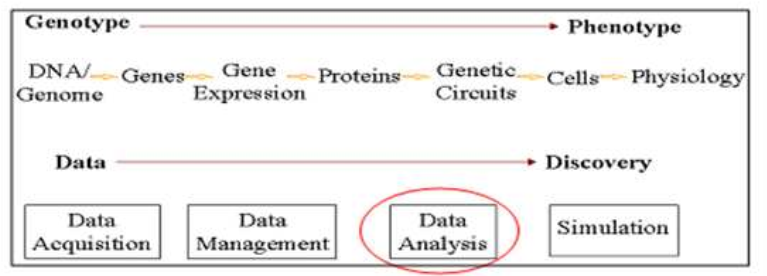 Genotype Phenotype
DNA/ Genome Genes Gene Expression Proteins Genetic Circuits Cells Physiology
Data Discovery
Data Acquisition
Data Management
Data Analysis
Simulation